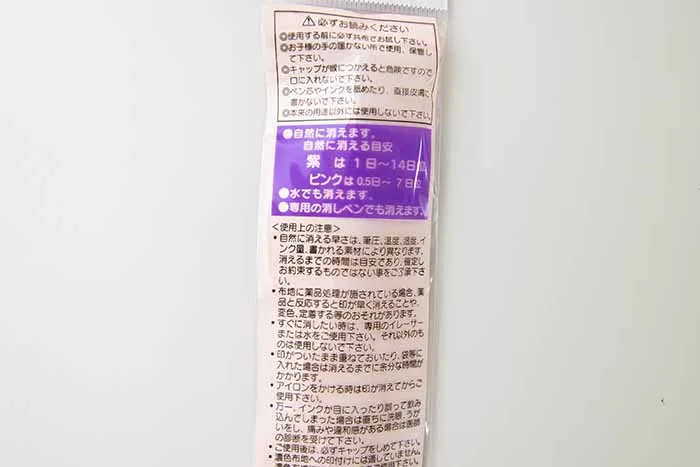 ⚠必ずお読みください
◎使用する前に必ず共布でお試し下さい。
◎お子様の手の届かない所で使用、保管し
て下さい。
◎キャップが喉につかえると危険ですので
口に入れないで下さい。
◎ペン芯やインクを舐めたり、直接皮膚に
書かないで下さい。
◎本来の用途以外には使用しないで下さい。
●自然に消えます。
自然に消える目安
紫 は 1日〜14日位
ピンクは 0.5日〜 7日位
●水でも消えます。
●専用の消しペンでも消えます。
＜使用上の注意＞
・自然に消える早さは、筆圧、温度、湿度、イ
ンク量、書かれる素材により異なります。
消えるまでの時間は目安であり、確定し
お約束するものではない事をご了承下
さい。
・布地に薬品処理が施されている場合、薬
品と反応すると印が早く消えることや、
変色、定着する等のおそれがあります。
・すぐに消したい時は、専用のイレーサー
または水をご使用下さい。それ以外のも
のは使用しないで下さい。
・印がついたまま重ねておいたり、袋等に
入れた場合は消えるまでに余分な時間が
かかります。
・アイロンをかける時は印が消えてからご
使用下さい。
・万一、インクが目に入ったり誤って飲み
込んでしまった場合は直ちに洗眼、うが
いをし、痛みや違和感がある場合は医師
の診断を受けて下さい。
・ご使用後は、必ずキャップをしめて下さい。
・濃色布地への印付けには適していません。